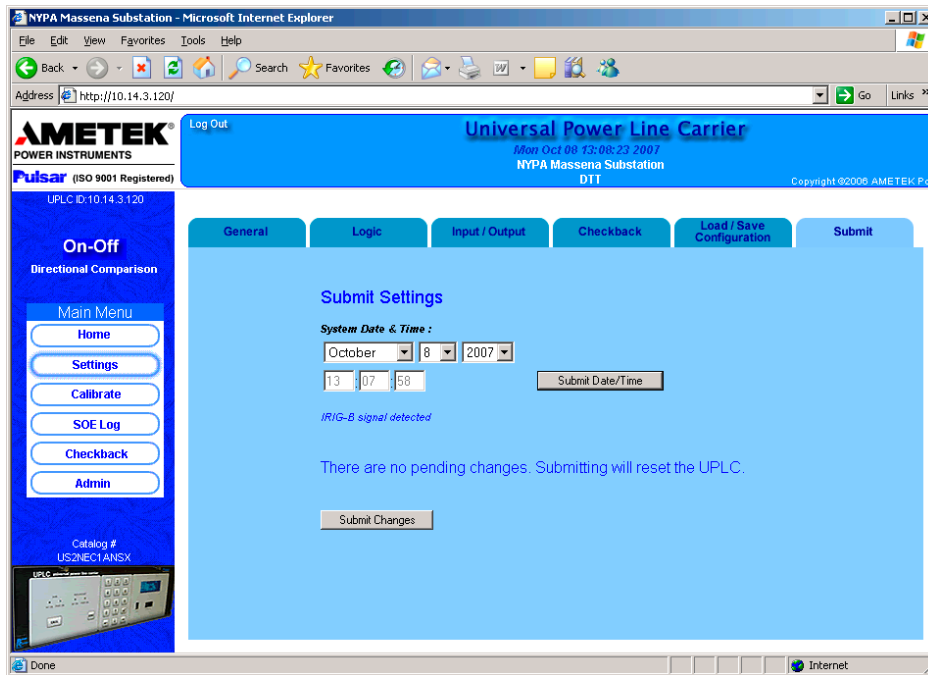 NYPA Massena Substation - Microsoft Internet Explorer
File Edit View Favorites Tools Help
Back Search Favorites
Address http://10.14.3.120/ Go Links »
AMETEK®
POWER INSTRUMENTS
Pulsar (ISO 9001 Registered)
Log Out
Universal Power Line Carrier
Mon Oct 08 13:08:23 2007
NYPA Massena Substation
DTT
Copyright ©2006 AMETEK Po
UPLC ID:10.14.3.120
On-Off
Directional Comparison
Main Menu
Home
Settings
Calibrate
SOE Log
Checkback
Admin
Catalog #
US2NEC1ANSX
UPLC
General Logic Input / Output Checkback Load / Save Configuration Submit
Submit Settings
System Date & Time :
October 8 2007
13 : 07 : 58 Submit Date/Time
IRIG-B signal detected
There are no pending changes. Submitting will reset the UPLC.
Submit Changes
Done Internet